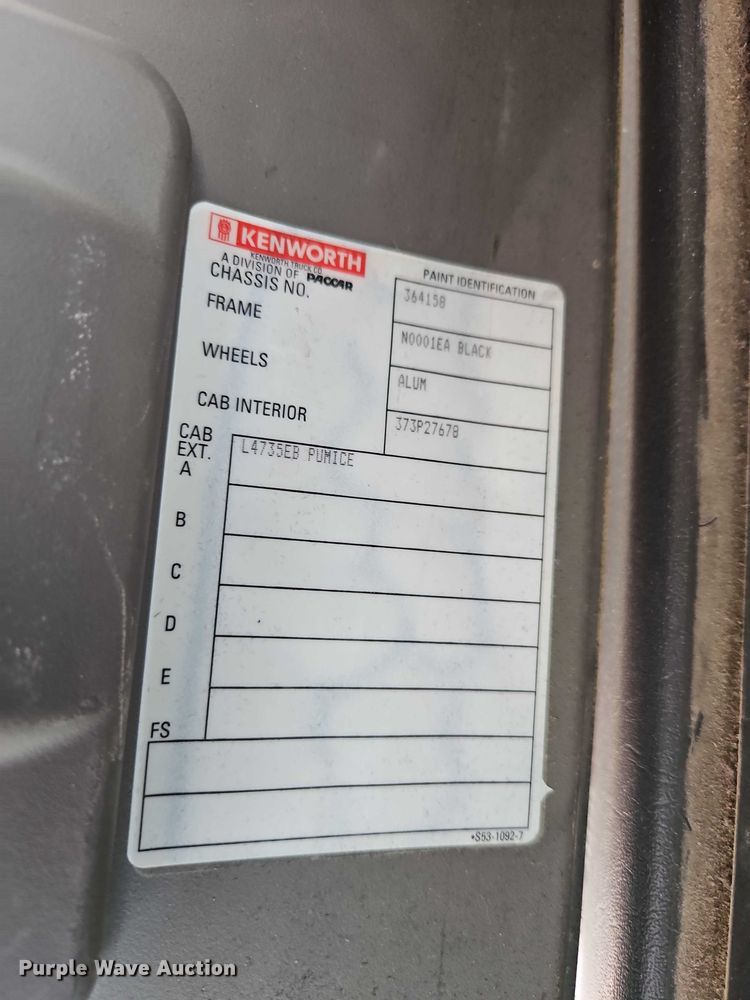 KENWORTH
KENWORTH TRUCK CO.
A DIVISION OF PACCAR
PAINT IDENTIFICATION
CHASSIS NO. 364158
FRAME N0001EA BLACK
WHEELS ALUM
CAB INTERIOR 373P27678
CAB
EXT.
A L4735EB PUMICE
B
C
D
E
FS
*S53-1092-7
Purple Wave Auction